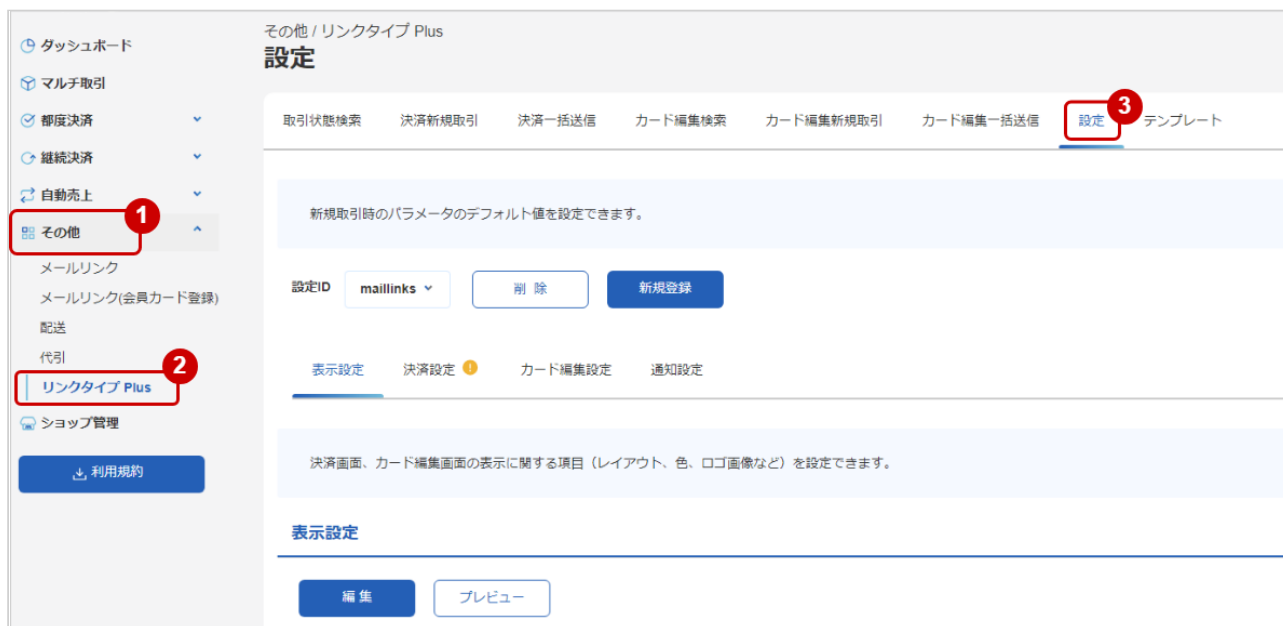 ダッシュボード
マルチ取引
都度決済
継続決済
自動売上
1
その他
メールリンク
メールリンク(会員カード登録)
配送
代引
2
リンクタイプ Plus
ショップ管理
利用規約
その他 / リンクタイプ Plus
設定
3
取引状態検索 決済新規取引 決済一括送信 カード編集検索 カード編集新規取引 カード編集一括送信 設定 テンプレート
新規取引時のパラメータのデフォルト値を設定できます。
設定ID maillinks 削 除 新規登録
表示設定 決済設定 ! カード編集設定 通知設定
決済画面、カード編集画面の表示に関する項目（レイアウト、色、ロゴ画像など）を設定できます。
表示設定
編 集 プレビュー